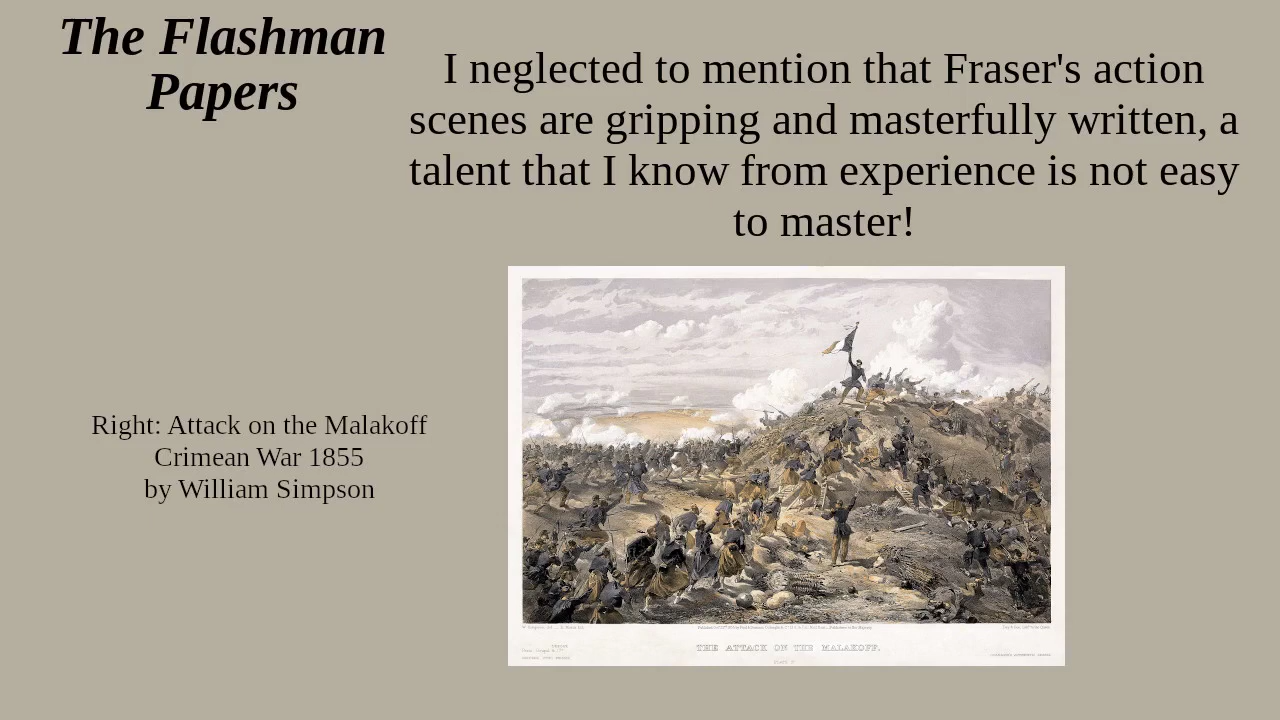 The Flashman
Papers
I neglected to mention that Fraser's action
scenes are gripping and masterfully written, a
talent that I know from experience is not easy
to master!
Right: Attack on the Malakoff
Crimean War 1855
by William Simpson
THE ATTACK ON THE MALAKOFF.